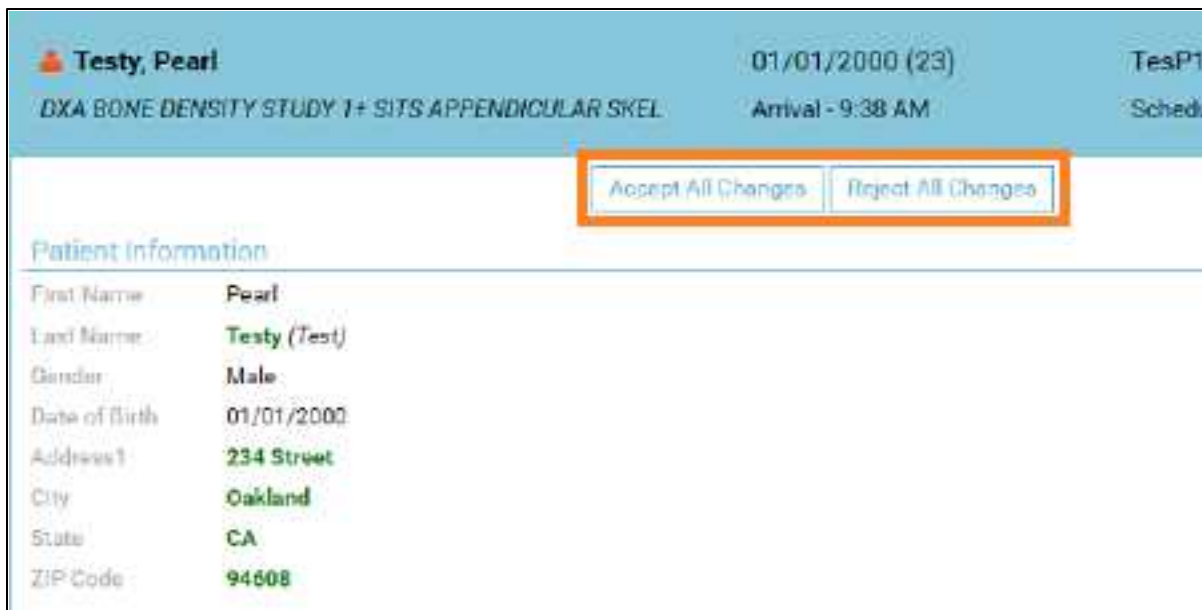 Testy, Pearl 01/01/2000 (23) TesP1
DXA BONE DENSITY STUDY 1+ SITS APPENDICULAR SKEL Arrival - 9:38 AM Schedu
Accept All Changes Reject All Changes
Patient Information
First Name Pearl
Last Name Testy (Test)
Gender Male
Date of Birth 01/01/2000
Address1 234 Street
City Oakland
State CA
ZIP Code 94608